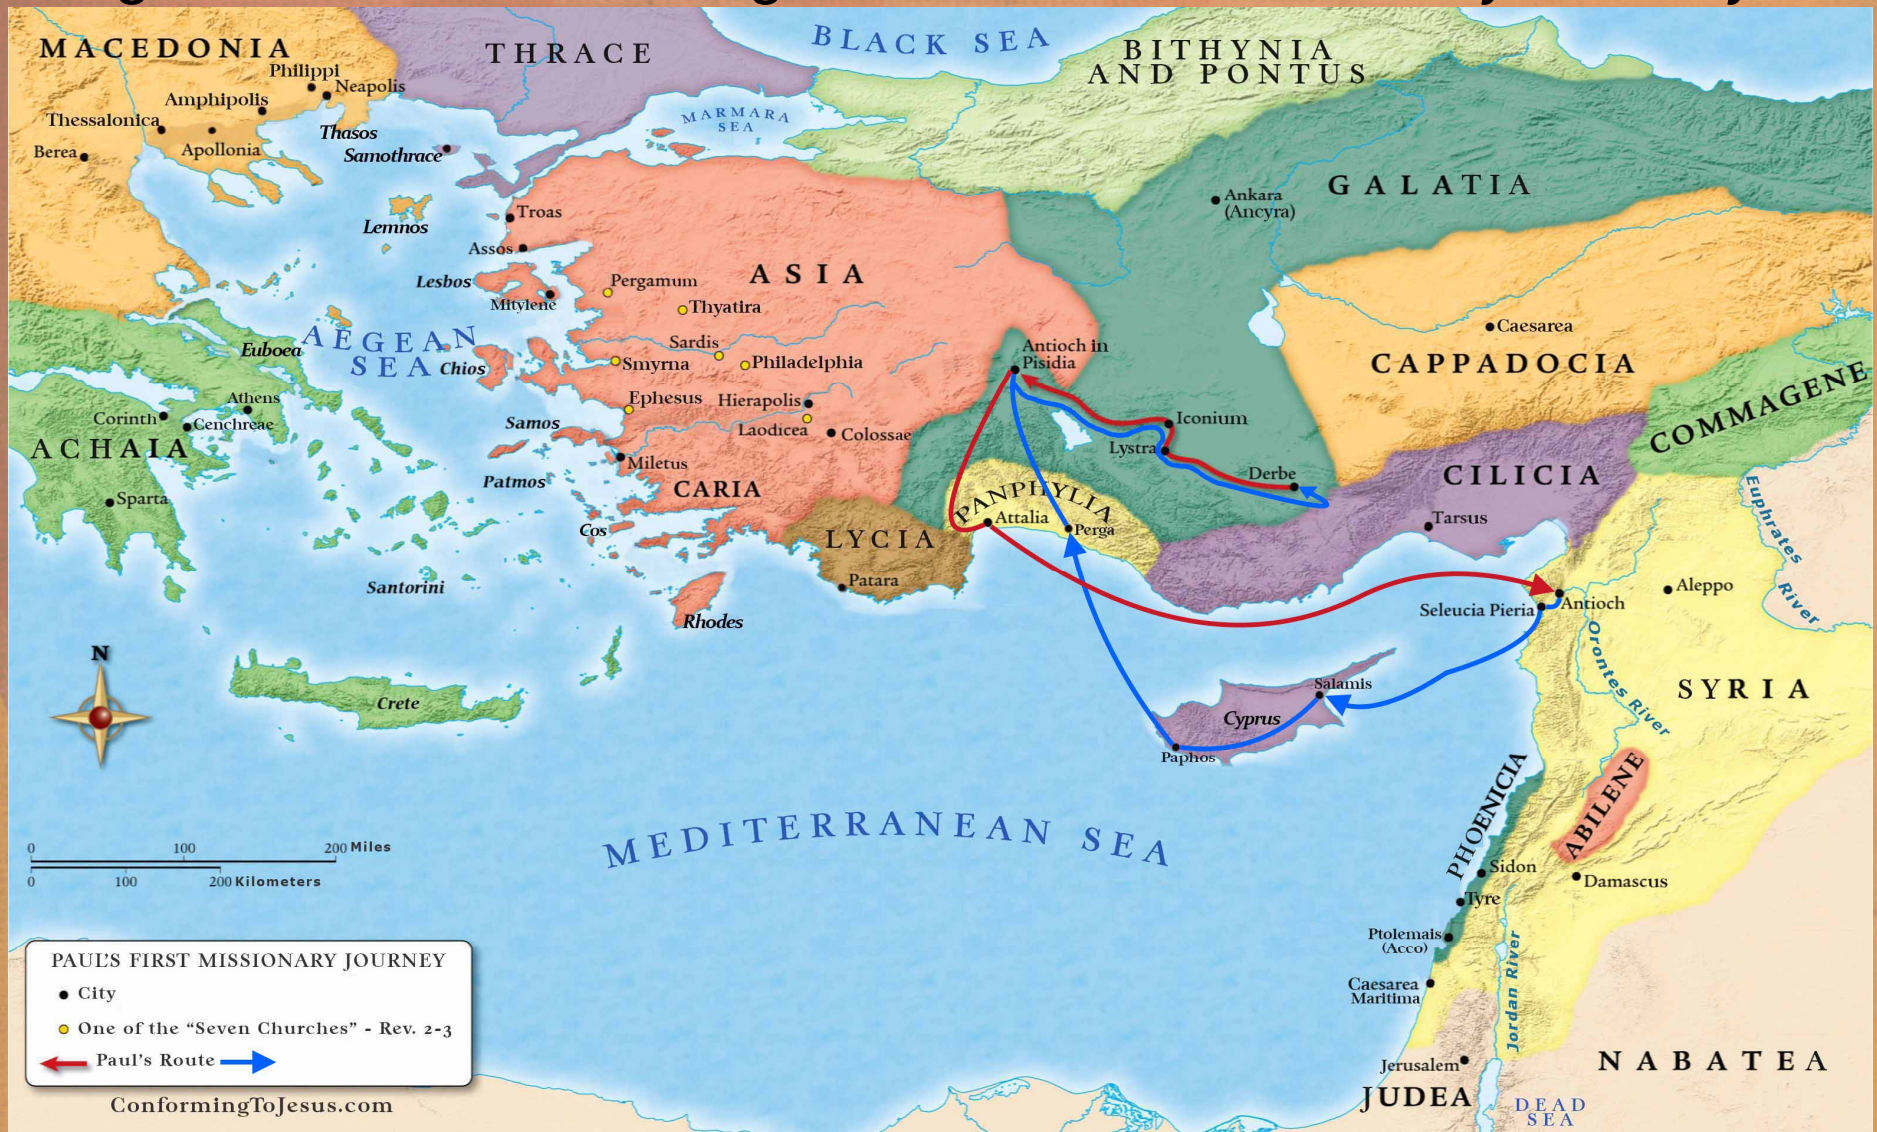 MACEDONIA
THRACE
BLACK SEA
BITHYNIA
AND PONTUS
Philippi
Neapolis
Amphipolis
Thessalonica
Apollonia
Berea
Thasos
Samothrace
MARMARA
SEA
Lemnos
Troas
Assos
Lesbos
Mitylene
Pergamum
Thyatira
ASIA
Ankara
(Ancyra)
GALATIA
Caesarea
CAPPADOCIA
COMMAGENE
AEGEAN
SEA
Euboea
Chios
Sardis
Smyrna
Philadelphia
Antioch in
Pisidia
Ephesus
Hierapolis
Laodicea
Colossae
Iconium
Lystra
Derbe
Athens
Corinth
Cenchreae
ACHAIA
Sparta
Samos
Patmos
Miletus
CARIA
Cos
Santorini
Rhodes
LYCIA
Patara
PANPHYLIA
Attalia
Perga
CILICIA
Tarsus
Euphrates
River
Seleucia Pieria
Antioch
Aleppo
Orontes River
SYRIA
N
Crete
Salamis
Cyprus
Paphos
MEDITERRANEAN SEA
PHOENICIA
ABILENE
Sidon
Damascus
Tyre
Ptolemais
(Acco)
Caesarea
Maritima
Jordan River
Jerusalem
JUDEA
NABATEA
DEAD
SEA
0 100 200 Miles
0 100 200 Kilometers
PAUL'S FIRST MISSIONARY JOURNEY
City
One of the “Seven Churches” - Rev. 2-3
Paul's Route
ConformingToJesus.com